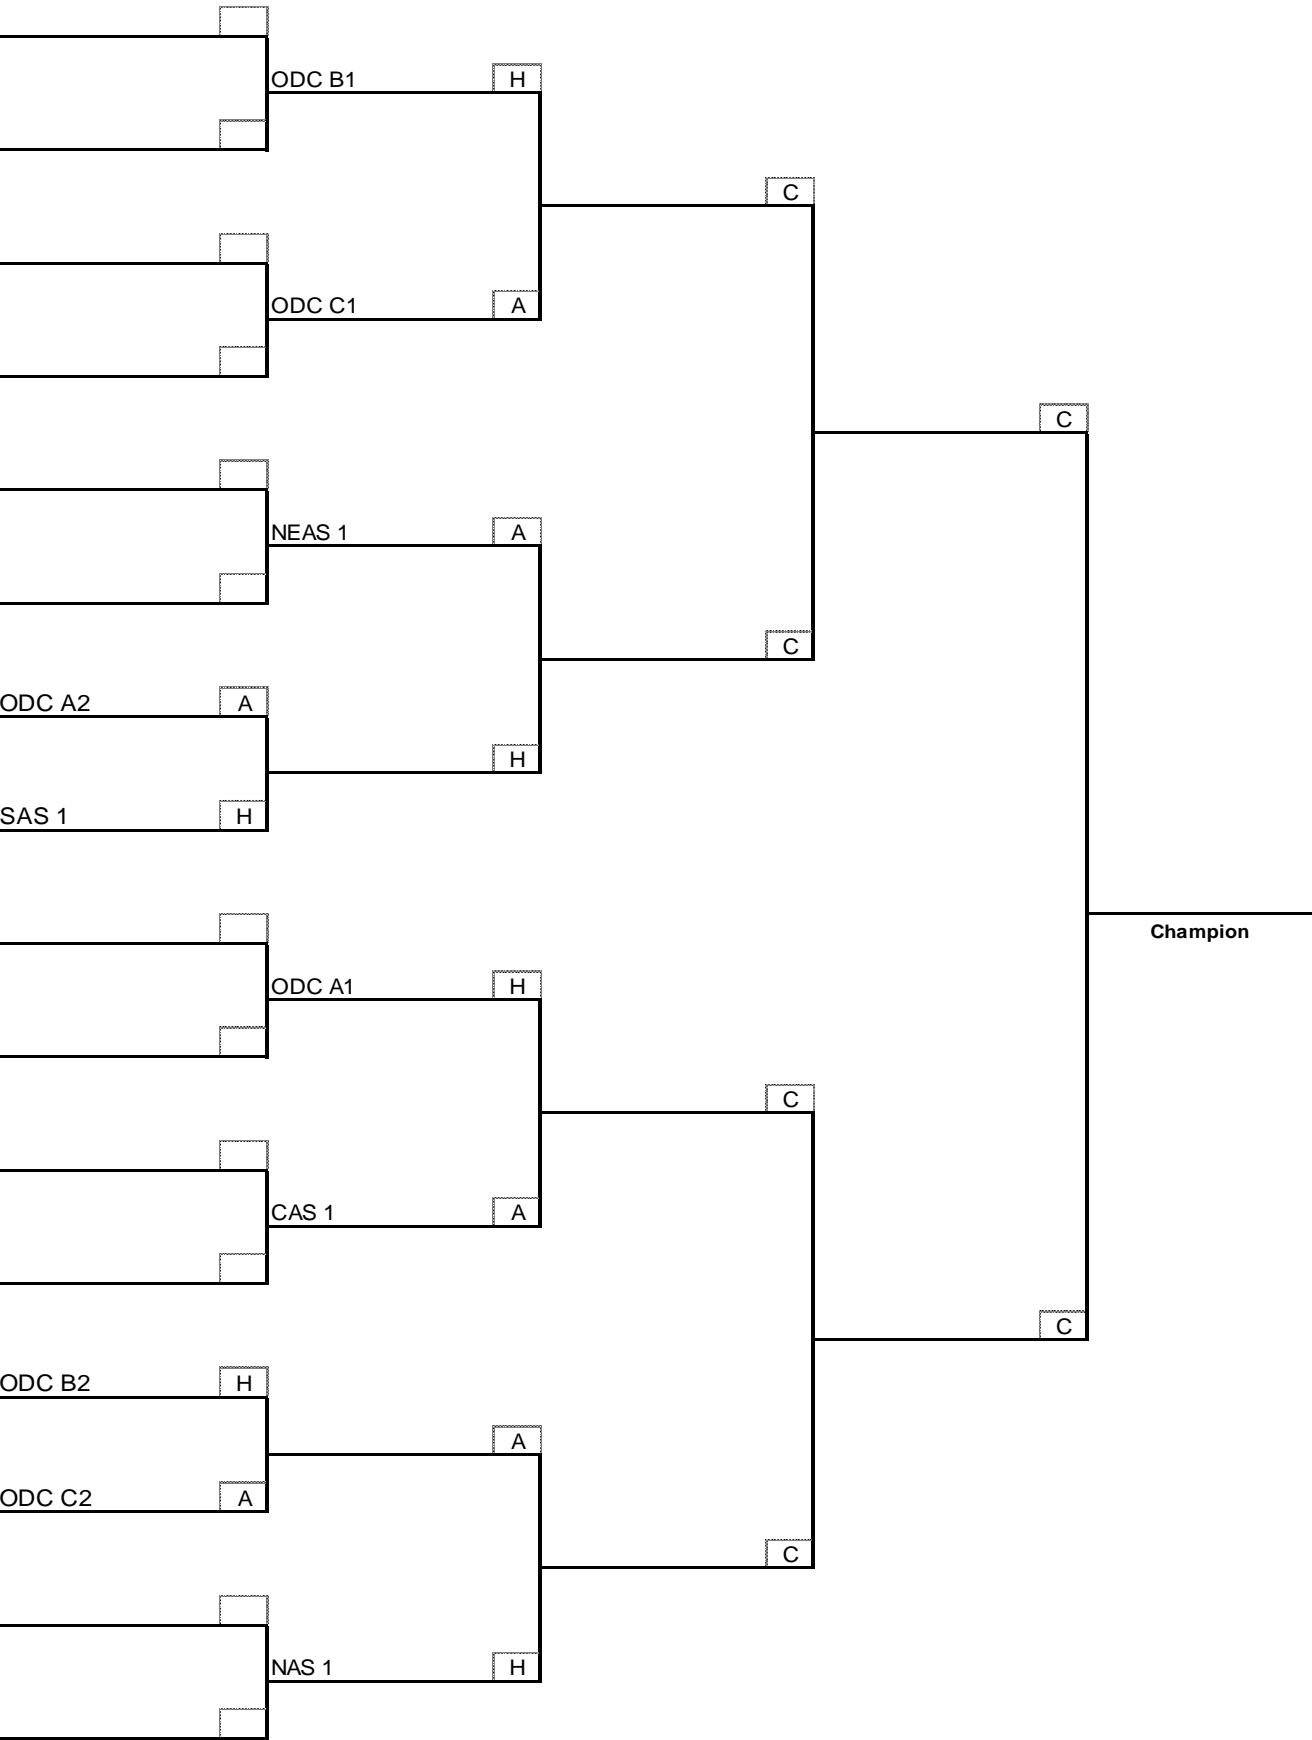 ODC B1 H
C
ODC C1 A
C
NEAS 1 A
C
ODC A2 A
H
SAS 1 H
Champion
ODC A1 H
C
CAS 1 A
C
ODC B2 H
A
ODC C2 A
C
NAS 1 H